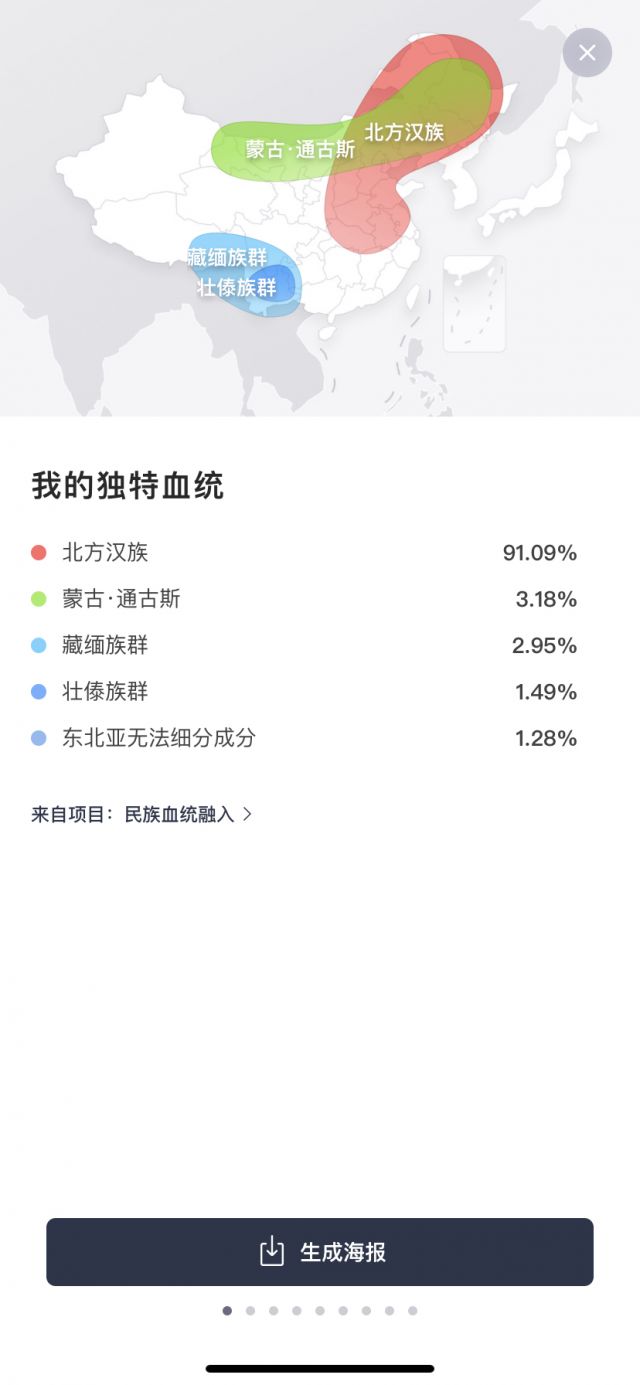 北方汉族
蒙古·通古斯
藏缅族群
壮傣族群
我的独特血统
北方汉族 91.09%
蒙古·通古斯 3.18%
藏缅族群 2.95%
壮傣族群 1.49%
东北亚无法细分成分 1.28%
来自项目：民族血统融入 >
生成海报